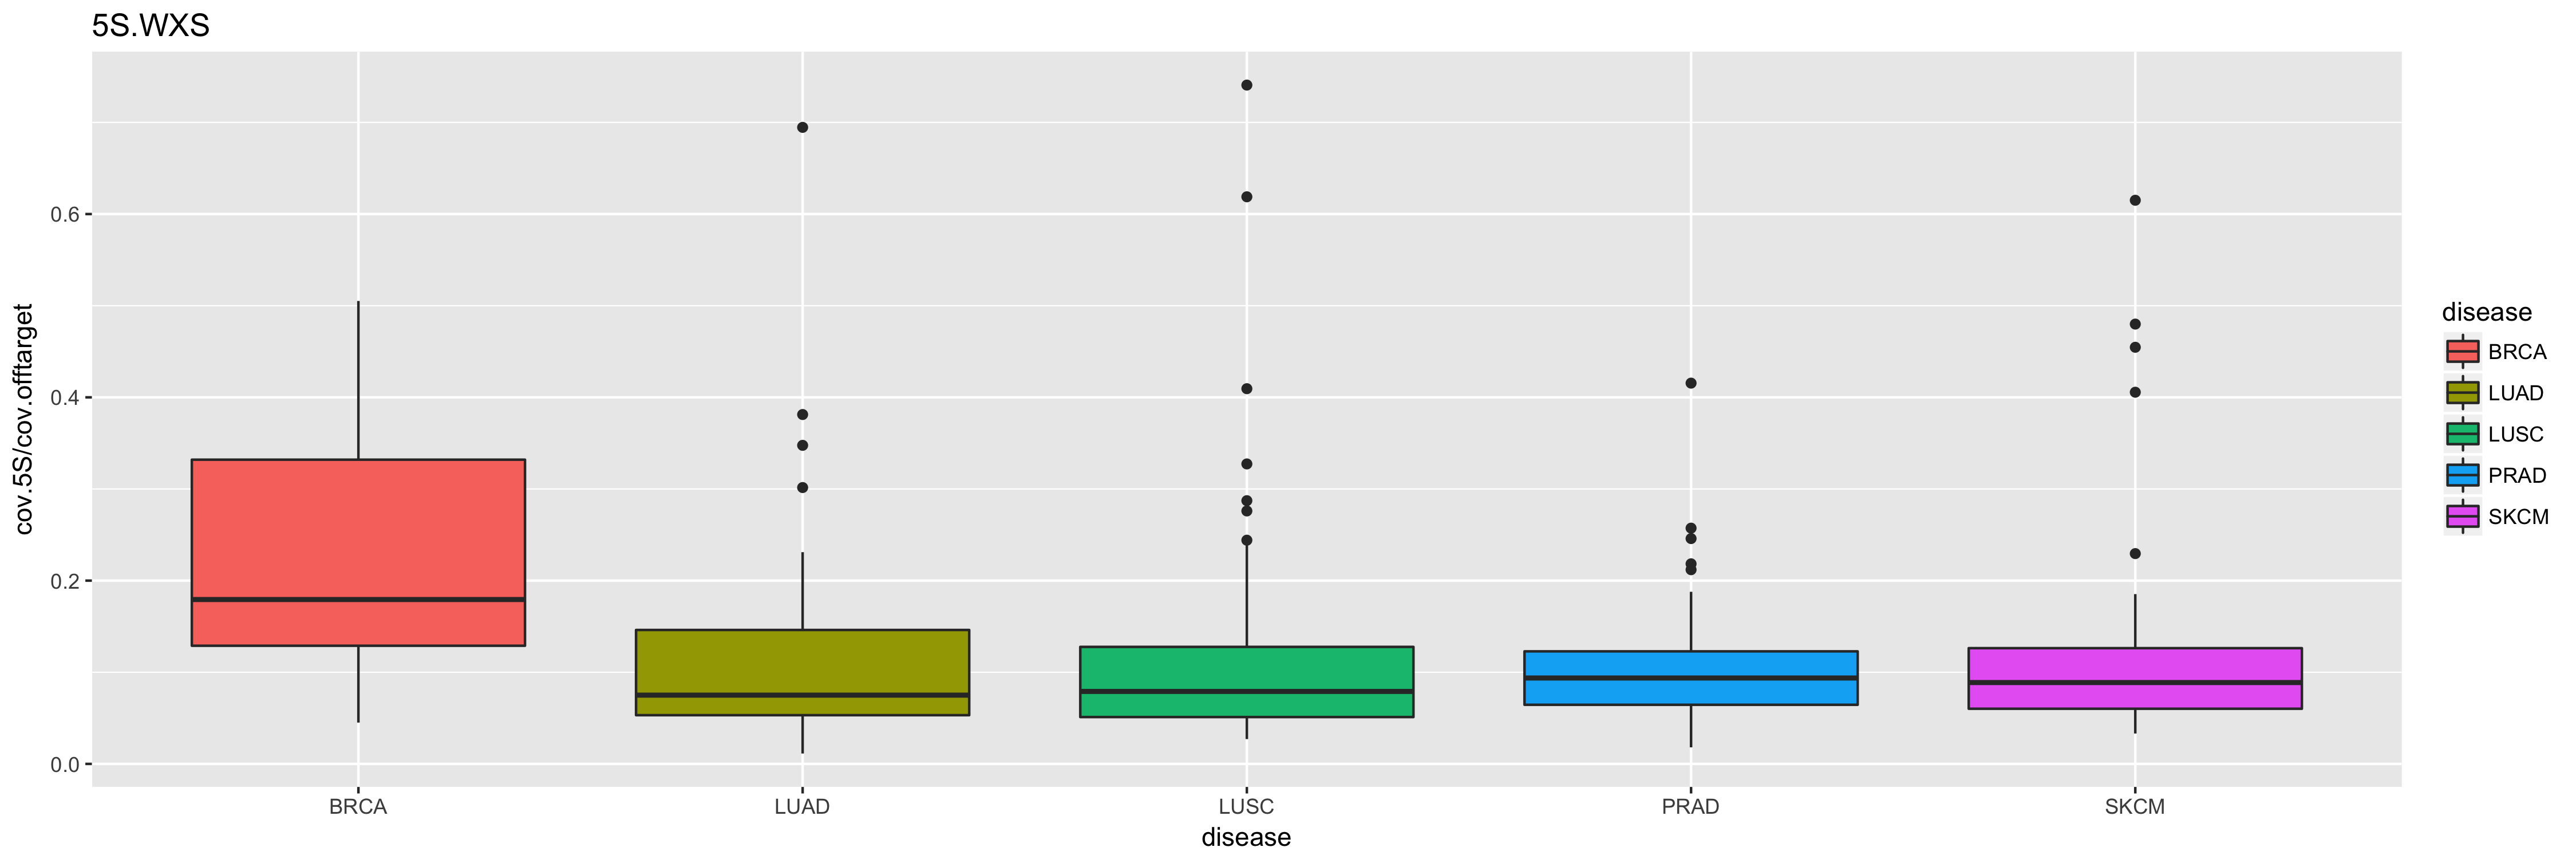 5S.WXS
cov.5S/cov.offtarget
0.6
0.4
0.2
0.0
BRCA
LUAD
LUSC
PRAD
SKCM
disease
disease
BRCA
LUAD
LUSC
PRAD
SKCM